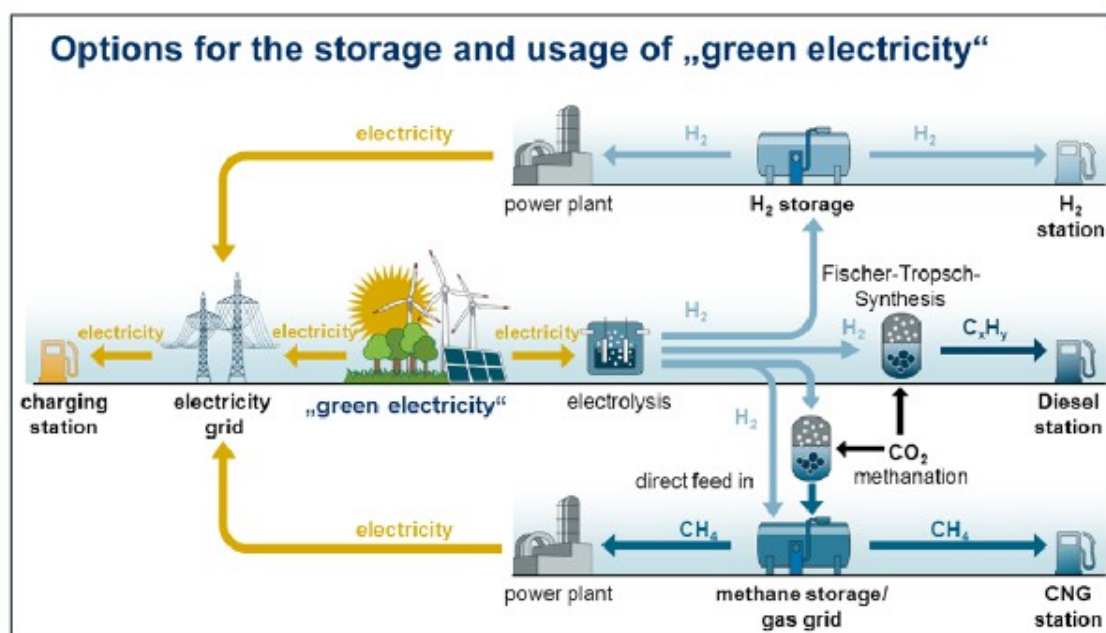 Options for the storage and usage of „green electricity“
electricity
H₂
H₂
power plant
H₂ storage
H₂
station
Fischer-Tropsch-
Synthesis
electricity
electricity
electricity
H₂
H₂
CₓHᵧ
charging
station
electricity
grid
„green electricity“
electrolysis
H₂
Diesel
station
CO₂
methanation
direct feed in
electricity
CH₄
CH₄
power plant
methane storage/
gas grid
CNG
station